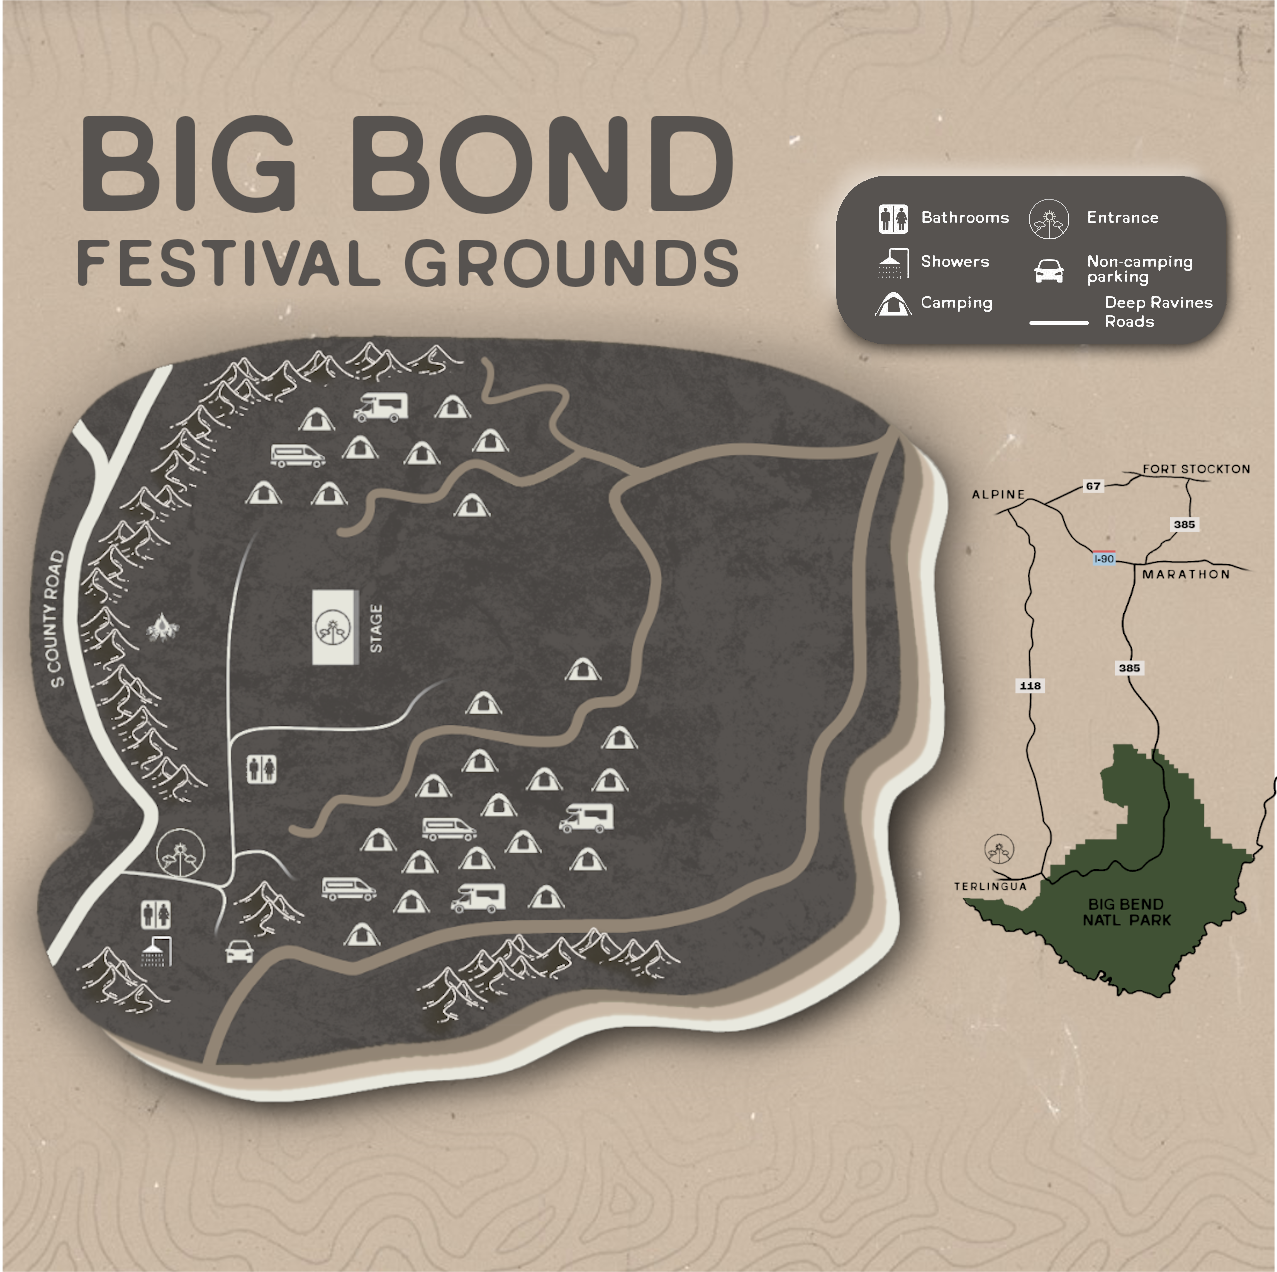 BIG BOND
FESTIVAL GROUNDS
Bathrooms
Entrance
Showers
Non-camping
parking
Camping
Deep Ravines
Roads
S COUNTY ROAD
STAGE
FORT STOCKTON
67
ALPINE
385
I-90
MARATHON
385
118
TERLINGUA
BIG BEND
NATL PARK